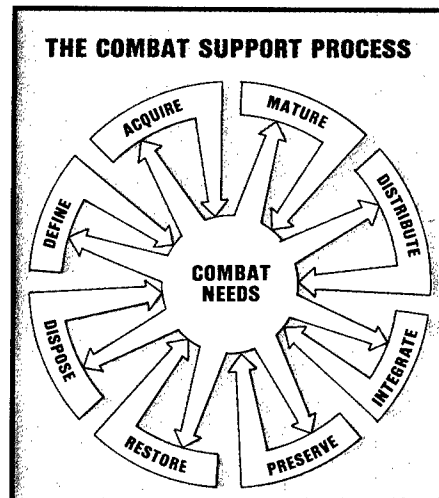 THE COMBAT SUPPORT PROCESS
DEFINE
ACQUIRE
MATURE
DISTRIBUTE
INTEGRATE
PRESERVE
RESTORE
DISPOSE
COMBAT
NEEDS